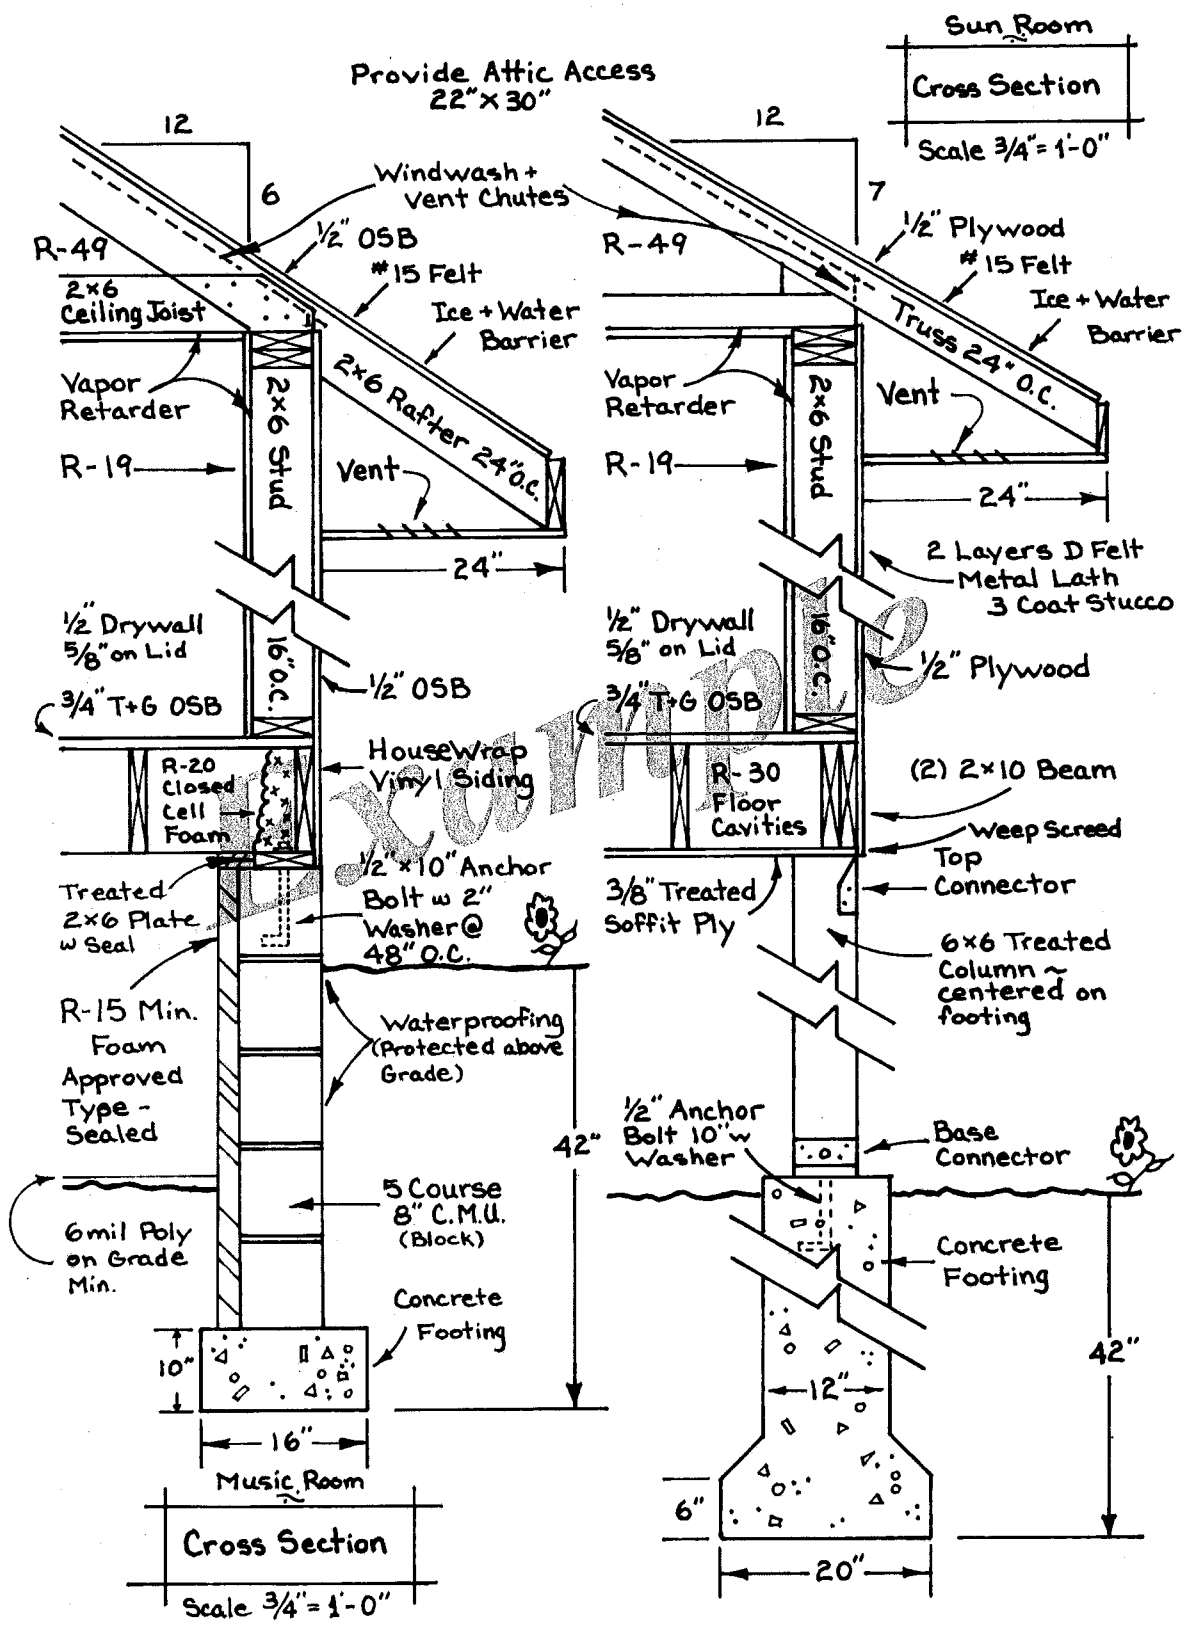 Sun Room
Cross Section
Scale 3/4"= 1'-0"
Provide Attic Access
22" X 30"
12
6
Windwash +
Vent Chutes
1/2" OSB
#15 Felt
Ice + Water
Barrier
R-49
2x6
Ceiling Joist
2x6 Rafter 24" O.C.
Vapor
Retarder
2x6 Stud
R-19
Vent
24"
1/2" Drywall
5/8" on Lid
16" O.C.
1/2" OSB
3/4" T+G OSB
House Wrap
Vinyl Siding
R-20
Closed
Cell
Foam
1/2" x 10" Anchor
Bolt w 2"
Washer @
48" O.C.
Treated
2x6 Plate
w Seal
R-15 Min.
Foam
Approved
Type -
Sealed
Waterproofing
(Protected above
Grade)
42"
5 Course
8" C.M.U.
(Block)
6 mil Poly
on Grade
Min.
Concrete
Footing
10"
16"
Music Room
Cross Section
Scale 3/4"= 1'-0"
12
7
1/2" Plywood
#15 Felt
Ice + Water
Barrier
R-49
Truss 24" O.C.
Vapor
Retarder
2x6 Stud
R-19
Vent
24"
2 Layers D Felt
Metal Lath
3 Coat Stucco
1/2" Drywall
5/8" on Lid
16" O.C.
1/2" Plywood
3/4" T+G OSB
R-30
Floor
Cavities
(2) 2x10 Beam
Weep Screed
Top
Connector
3/8" Treated
Soffit Ply
6x6 Treated
Column ~
centered on
footing
1/2" Anchor
Bolt 10" w
Washer
Base
Connector
Concrete
Footing
42"
12"
6"
20"
Example